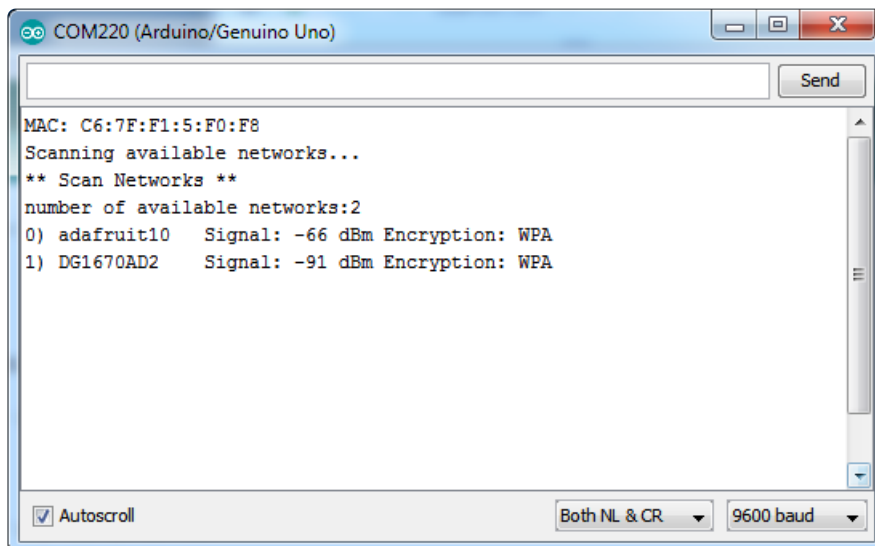 COM220 (Arduino/Genuino Uno)
Send
MAC: C6:7F:F1:5:F0:F8
Scanning available networks...
** Scan Networks **
number of available networks:2
0) adafruit10   Signal: -66 dBm Encryption: WPA
1) DG1670AD2    Signal: -91 dBm Encryption: WPA
Autoscroll Both NL & CR 9600 baud